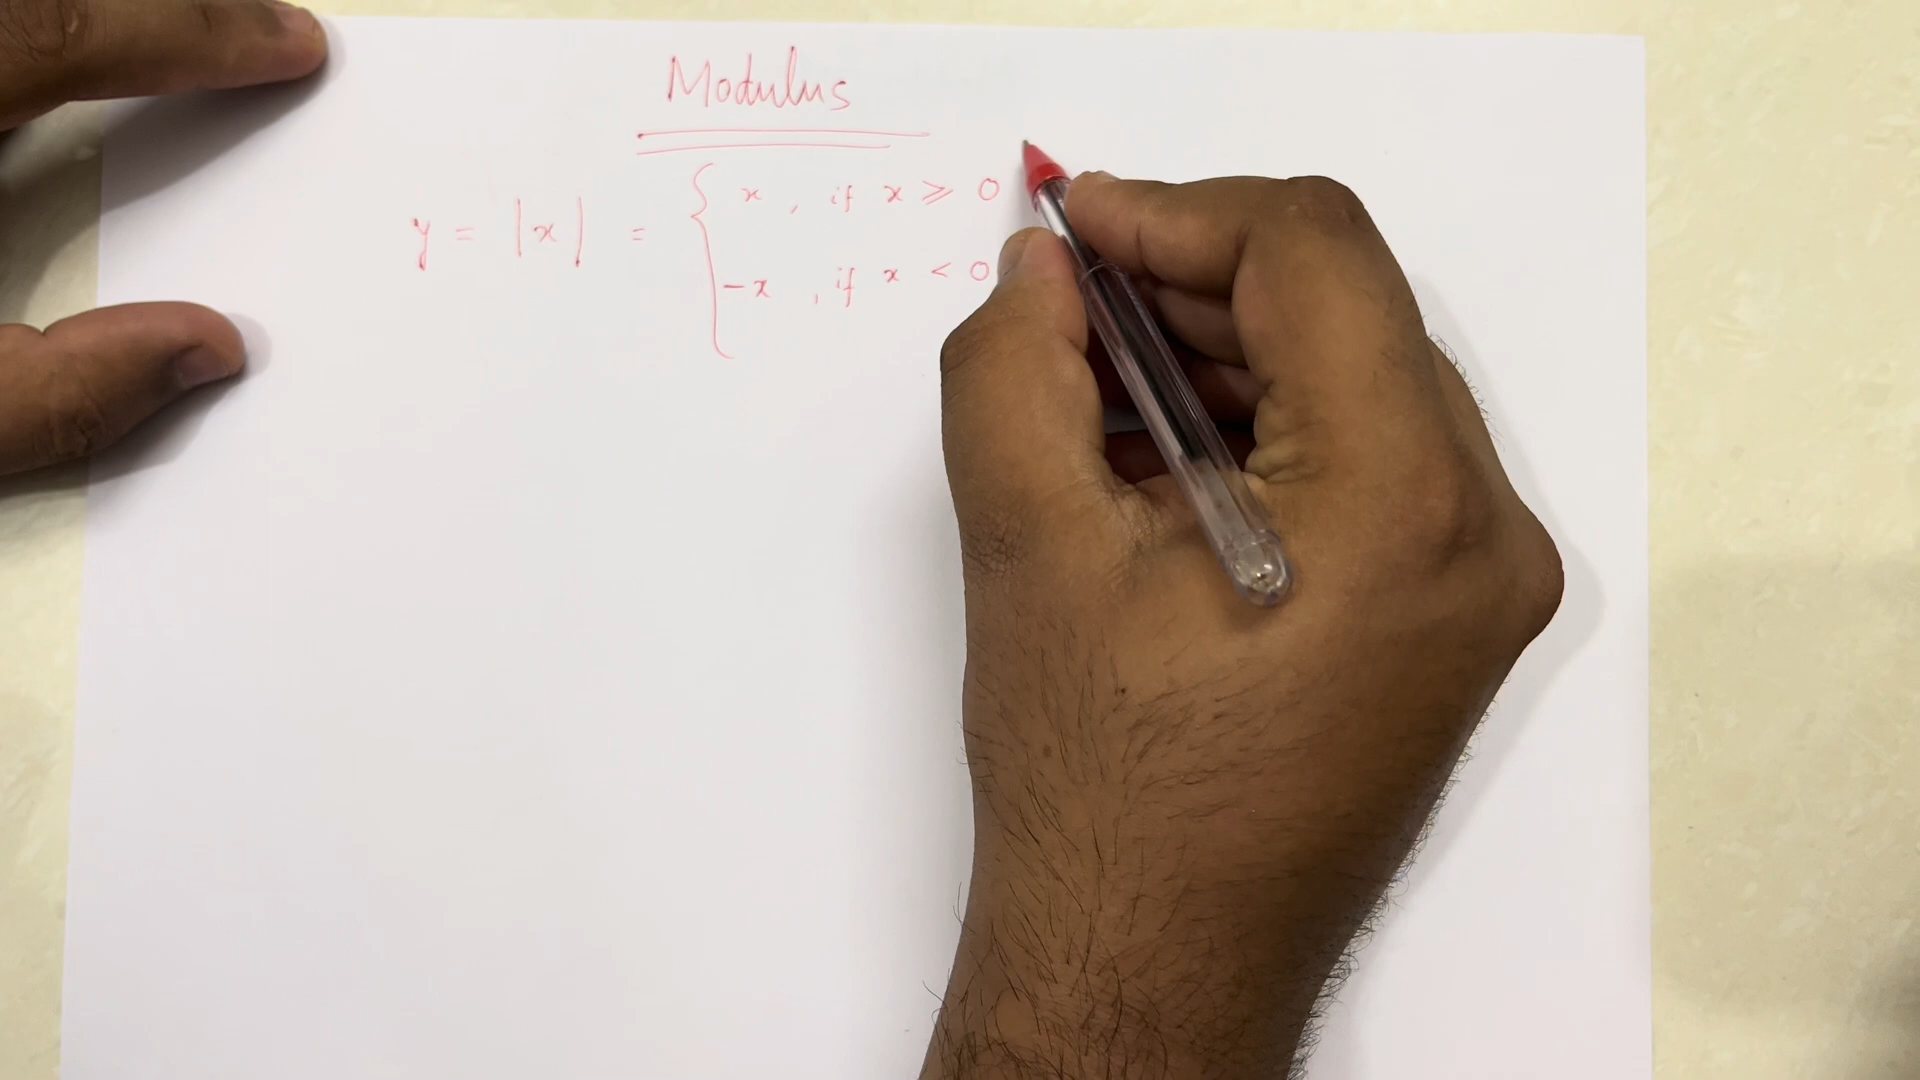 Modulus
x , if x ⩾ 0
y = |x| =
-x , if x < 0